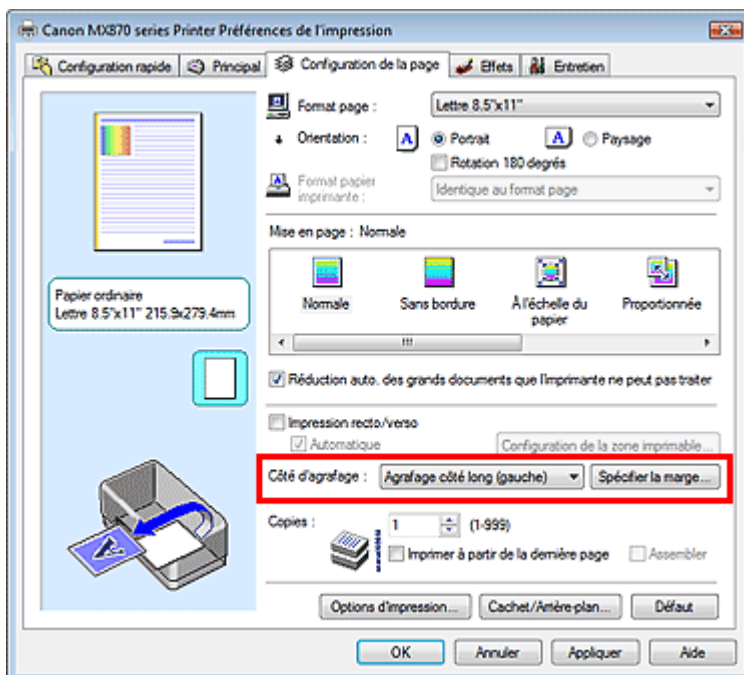 Canon MX870 series Printer Préférences de l'impression
Configuration rapide Principal Configuration de la page Effets Entretien
Format page : Lettre 8.5"x11"
Orientation : A Portrait A Paysage
Rotation 180 degrés
Format papier imprimante : Identique au format page
Mise en page : Normale
Normale Sans bordure À l'échelle du papier Proportionnée
Papier ordinaire
Lettre 8.5"x11" 215.9x279.4mm
Réduction auto. des grands documents que l'imprimante ne peut pas traiter
Impression recto/verso
Automatique Configuration de la zone imprimable...
Côté d'agrafage : Agrafage côté long (gauche) Spécifier la marge...
Copies : 1 (1-999)
Imprimer à partir de la dernière page Assembler
Options d'impression... Cachet/Arrière-plan... Défaut
OK Annuler Appliquer Aide